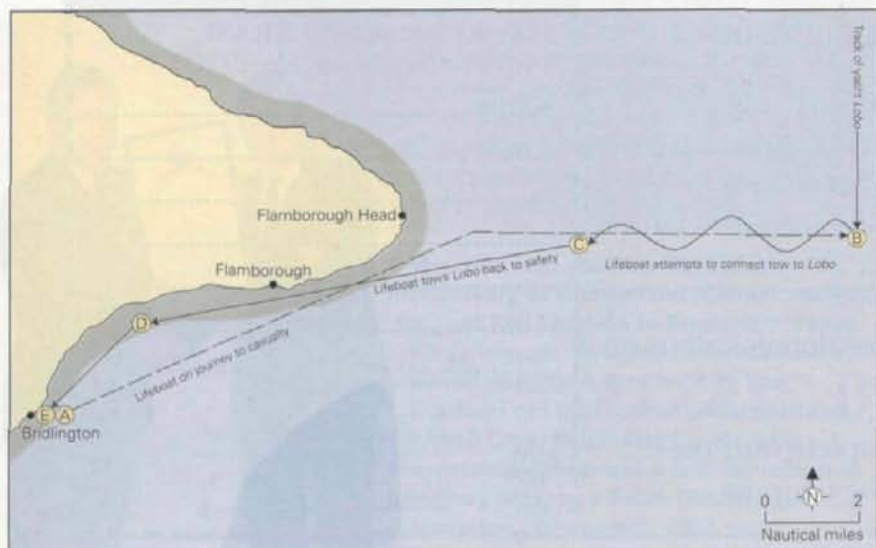 Track of yacht Lobo
Flamborough Head
B
C
Lifeboat attempts to connect tow to Lobo
Flamborough
Lifeboat tows Lobo back to safety
D
Lifeboat on journey to casualty
E A
Bridlington
N
0 2
Nautical miles